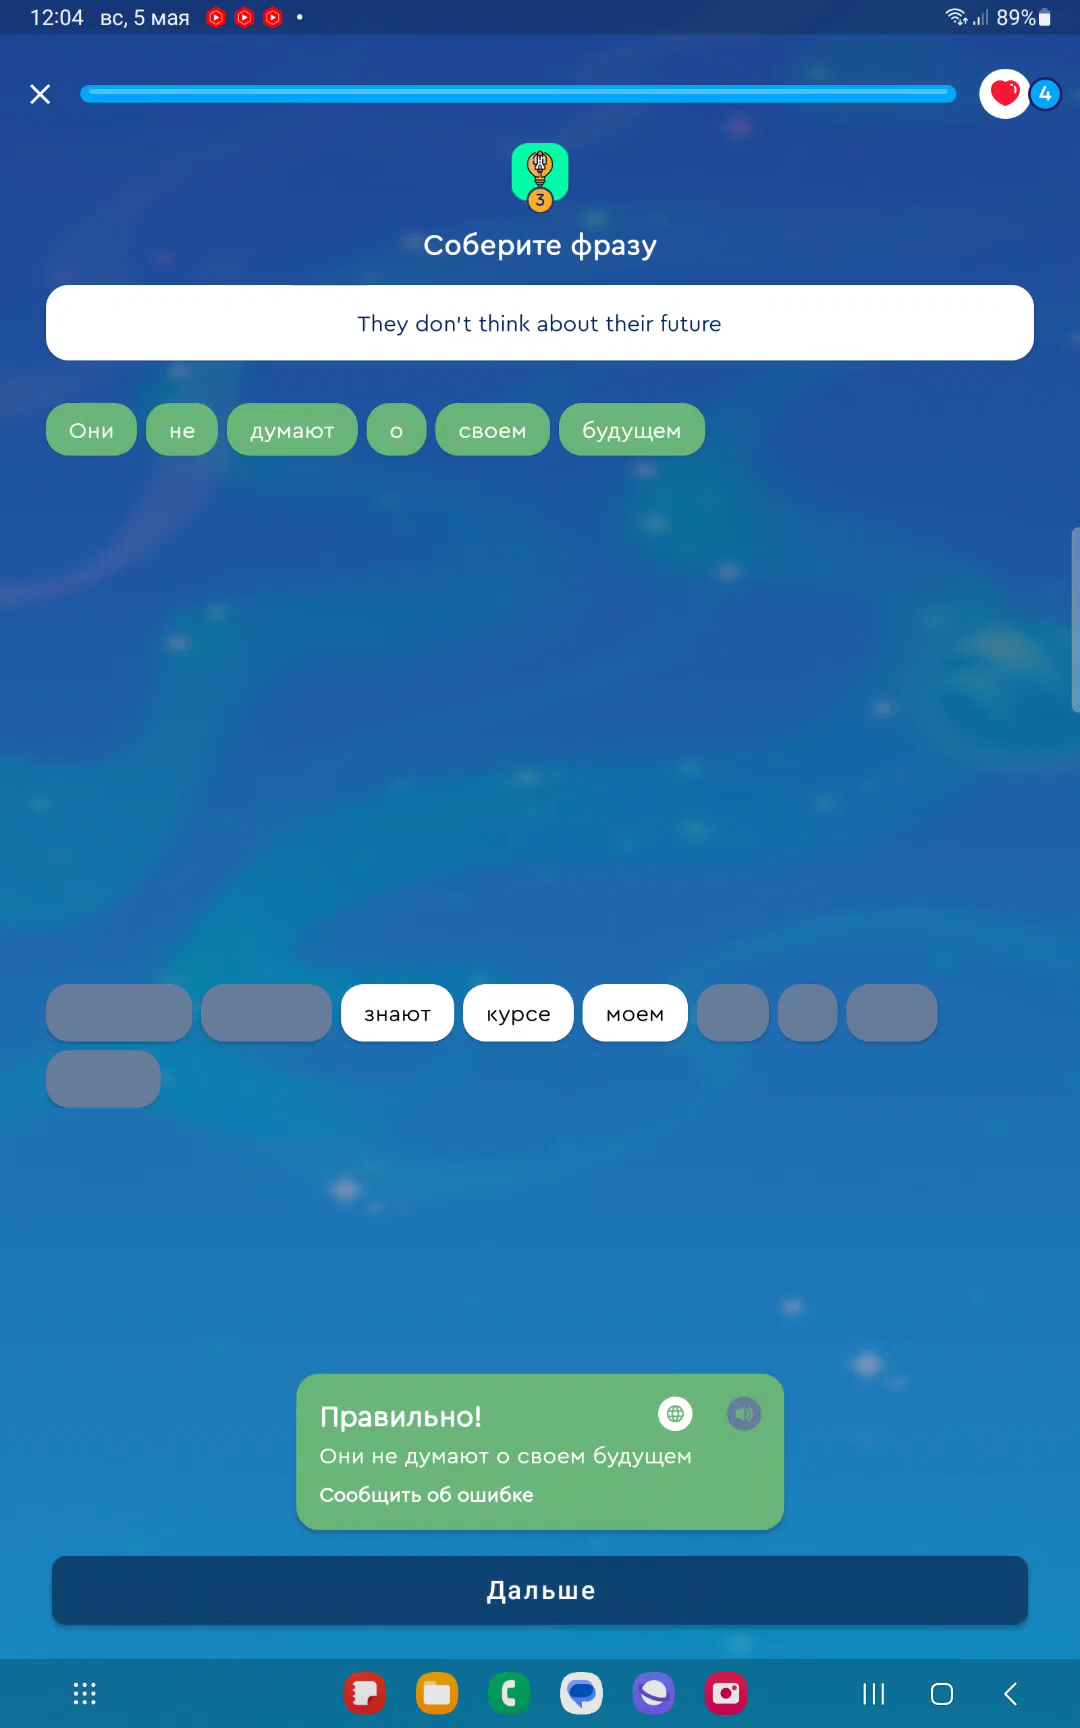 12:04 вс, 5 мая 89%
4
3
Соберите фразу
They don't think about their future
Они не думают о своем будущем
знают курсе моем
Правильно!
Они не думают о своем будущем
Сообщить об ошибке
Дальше